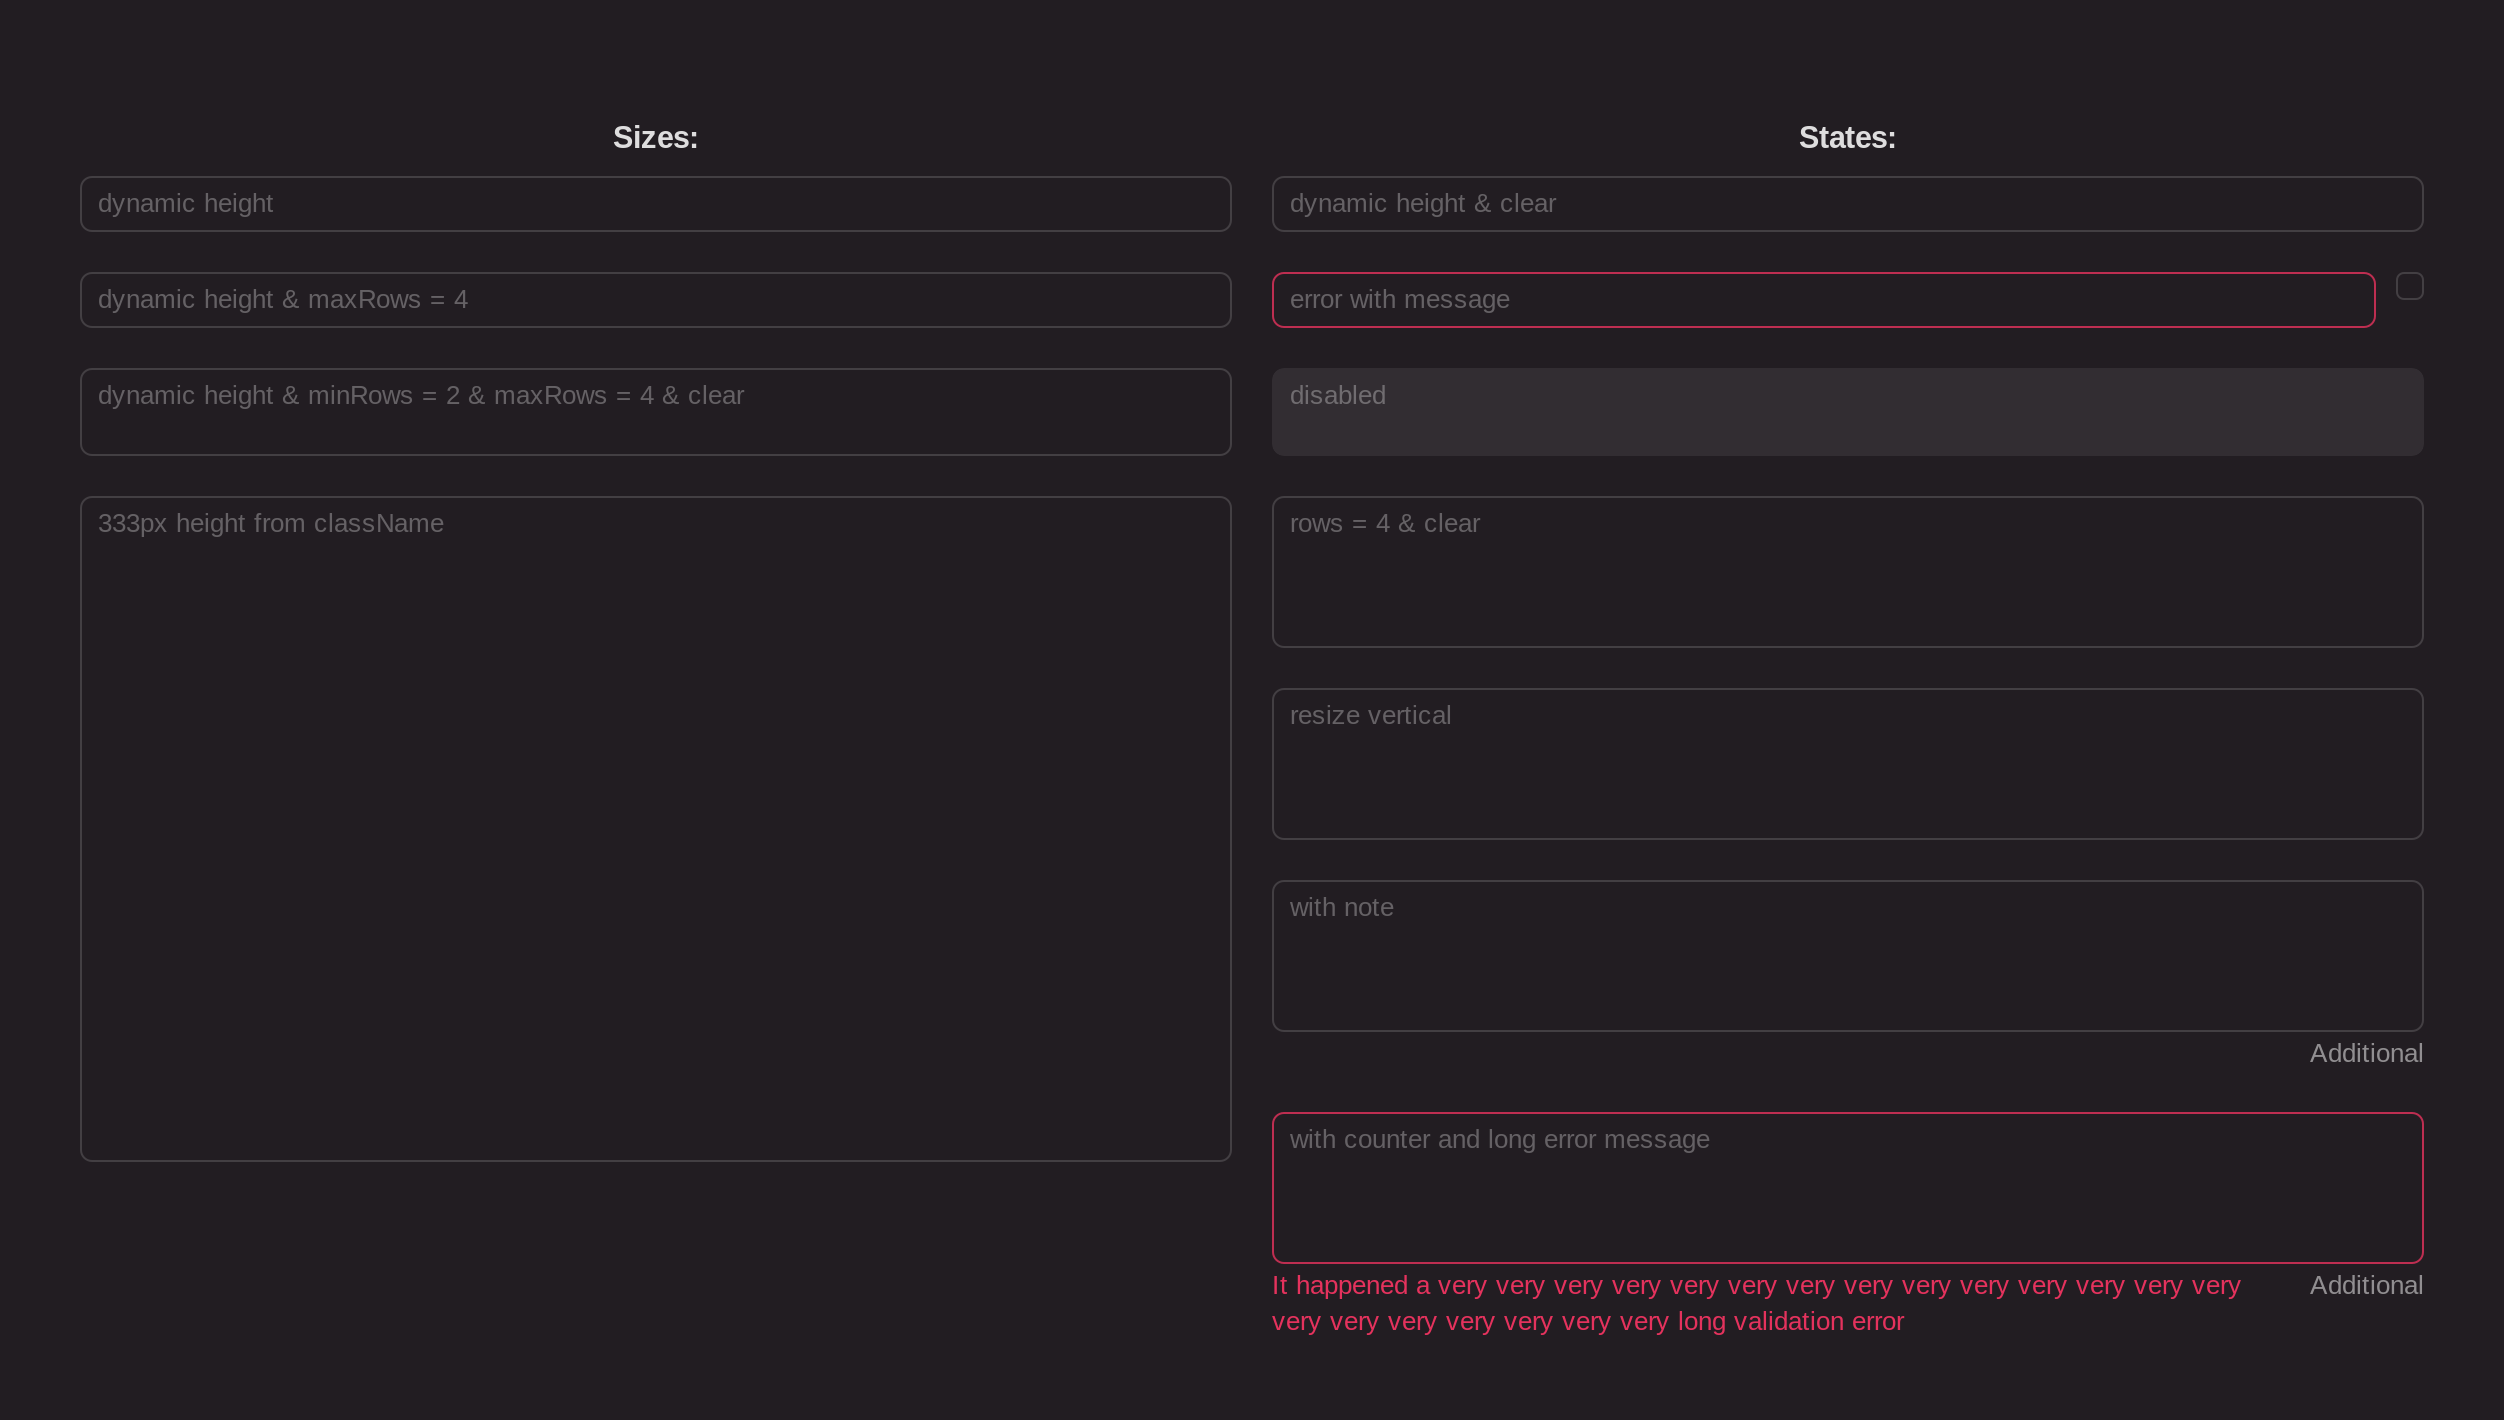 Sizes:
dynamic height
dynamic height & maxRows = 4
dynamic height & minRows = 2 & maxRows = 4 & clear
333px height from className
States:
dynamic height & clear
error with message
disabled
rows = 4 & clear
resize vertical
with note
Additional
with counter and long error message
It happened a very very very very very very very very very very very very very very
very very very very very very very long validation error
Additional